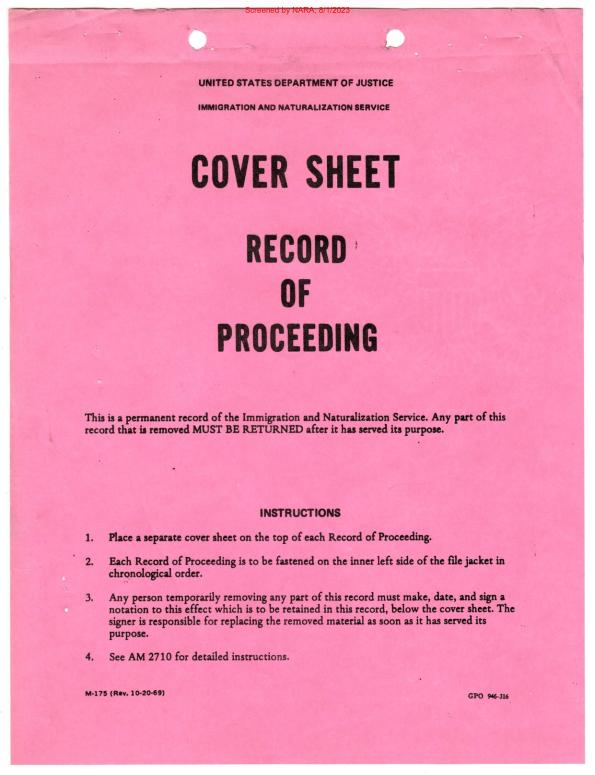 Screened by NARA, 8/1/2023
UNITED STATES DEPARTMENT OF JUSTICE
IMMIGRATION AND NATURALIZATION SERVICE
COVER SHEET
RECORD
OF
PROCEEDING
This is a permanent record of the Immigration and Naturalization Service. Any part of this
record that is removed MUST BE RETURNED after it has served its purpose.
INSTRUCTIONS
1. Place a separate cover sheet on the top of each Record of Proceeding.
2. Each Record of Proceeding is to be fastened on the inner left side of the file jacket in
chronological order.
3. Any person temporarily removing any part of this record must make, date, and sign a
notation to this effect which is to be retained in this record, below the cover sheet. The
signer is responsible for replacing the removed material as soon as it has served its
purpose.
4. See AM 2710 for detailed instructions.
M-175 (Rev. 10-20-69)
GPO 946-316